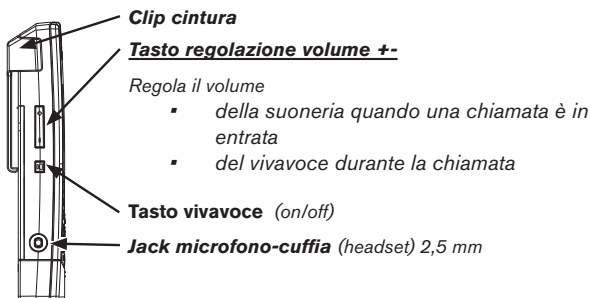 Clip cintura
Tasto regolazione volume +-
Regola il volume
▪ della suoneria quando una chiamata è in
entrata
▪ del vivavoce durante la chiamata
Tasto vivavoce (on/off)
Jack microfono-cuffia (headset) 2,5 mm